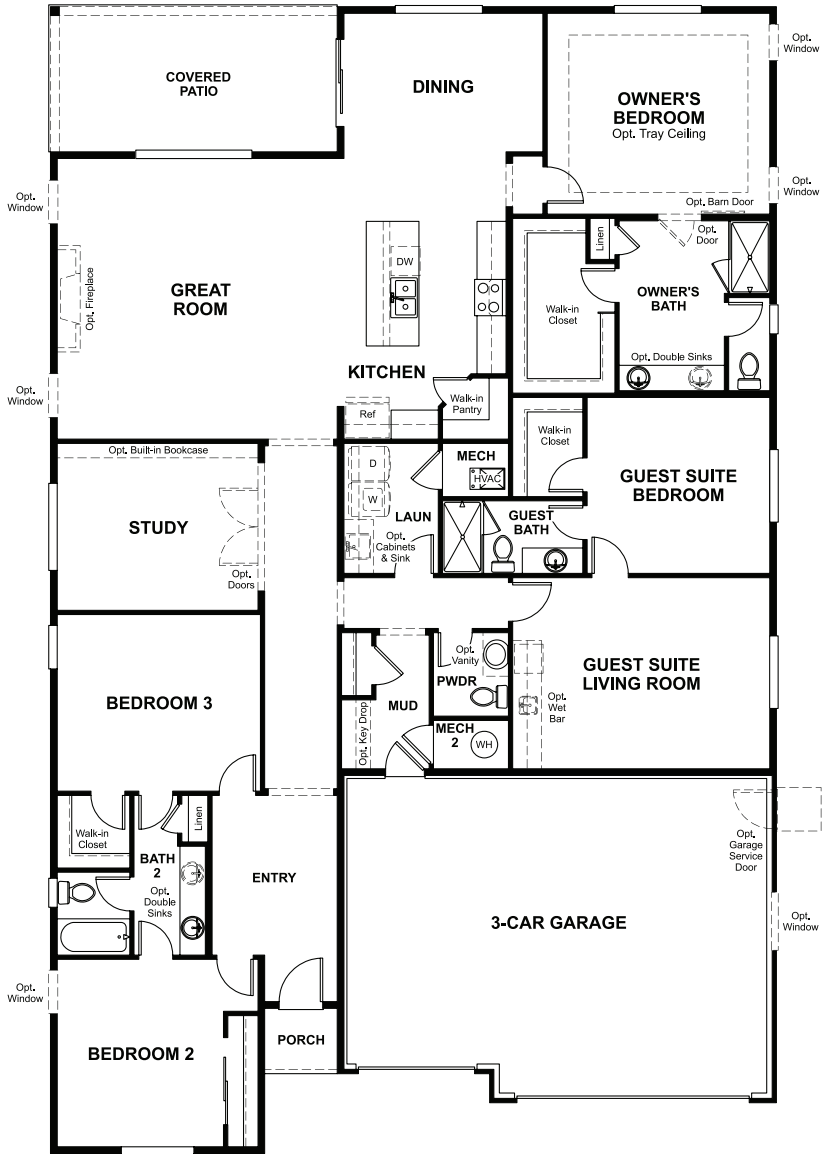 COVERED
PATIO
DINING
OWNER'S
BEDROOM
Opt. Tray Ceiling
Opt.
Window
Opt.
Window
Opt.
Window
Opt. Barn Door
Opt.
Door
Linen
DW
OWNER'S
BATH
Opt. Fireplace
GREAT
ROOM
Walk-in
Closet
Opt. Double Sinks
KITCHEN
Opt.
Window
Walk-in
Pantry
Ref
Walk-in
Closet
Opt. Built-in Bookcase
D
MECH
HVAC
GUEST SUITE
BEDROOM
W
LAUN
GUEST
BATH
STUDY
Opt.
Cabinets
& Sink
Opt.
Doors
Opt.
Vanity
PWDR
GUEST SUITE
LIVING ROOM
BEDROOM 3
MUD
Opt. Key Drop
Opt.
Wet
Bar
MECH
2
WH
Linen
Walk-in
Closet
BATH
2
Opt.
Double
Sinks
ENTRY
Opt.
Garage
Service
Door
3-CAR GARAGE
Opt.
Window
Opt.
Window
PORCH
BEDROOM 2